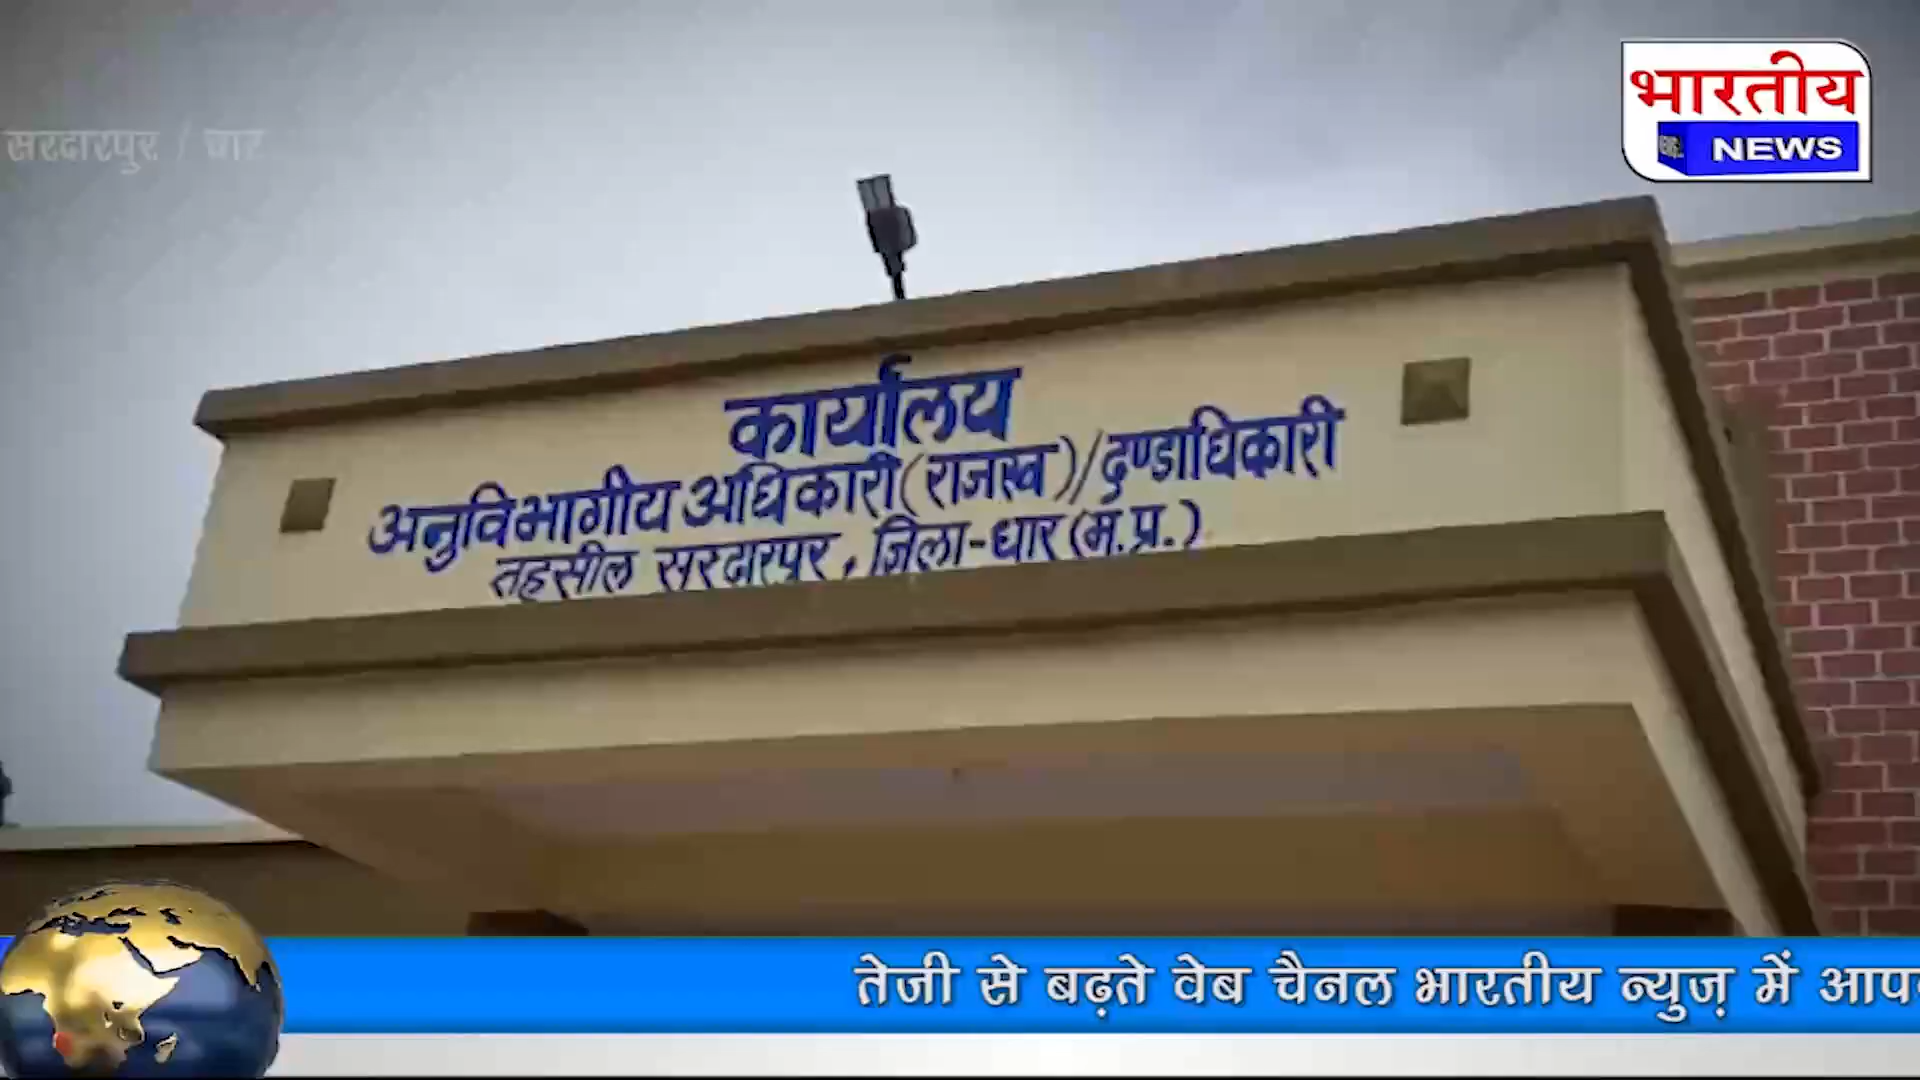 भारतीय
NEWS
सरदारपुर / धार
कार्यालय
अनुविभागीय अधिकारी (राजस्व)/दण्डाधिकारी
तहसील सरदारपुर, जिला-धार (म.प्र.)
तेजी से बढ़ते वेब चैनल भारतीय न्युज़ में आप